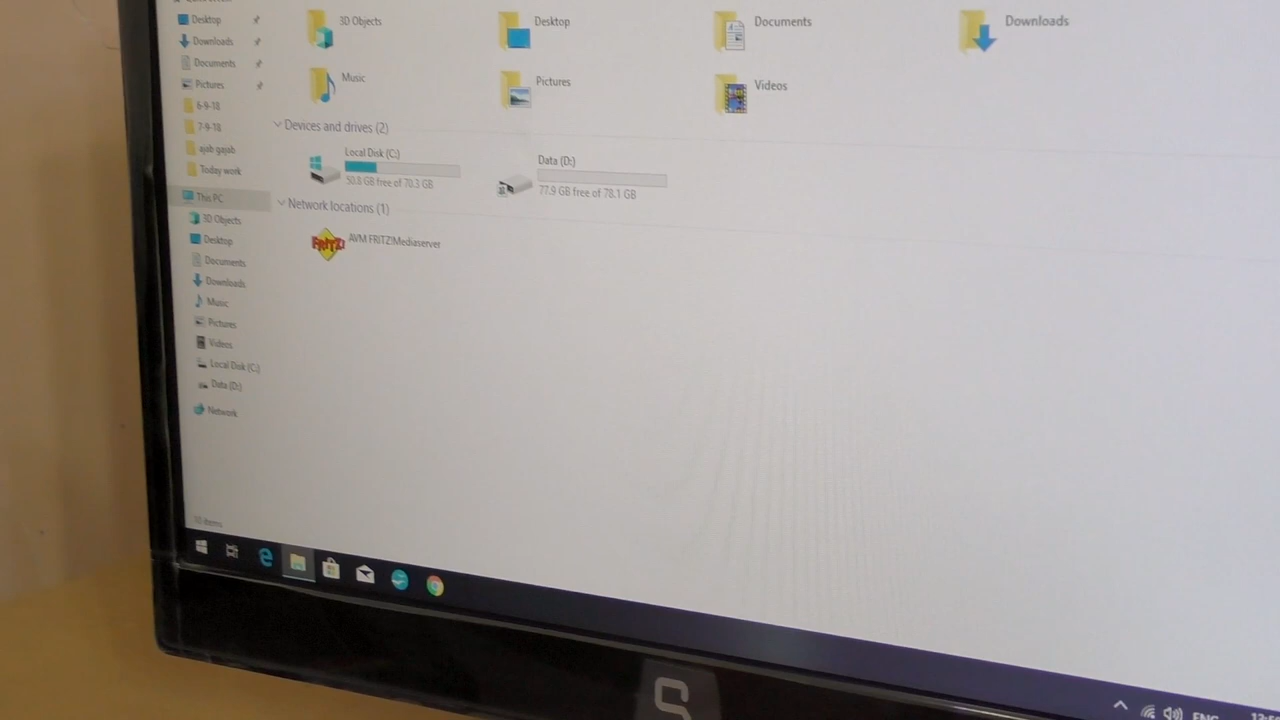 Desktop
Downloads
Documents
Pictures
6-9-18
7-9-18
ajab gajab
Today work
This PC
3D Objects
Desktop
Documents
Downloads
Music
Pictures
Videos
Local Disk (C:)
Data (D:)
Network
10 items
3D Objects
Desktop
Documents
Downloads
Music
Pictures
Videos
Devices and drives (2)
Local Disk (C:)
50.8 GB free of 70.3 GB
Data (D:)
77.9 GB free of 78.1 GB
Network locations (1)
FRITZ!
AVM FRITZ!Mediaserver
ENG